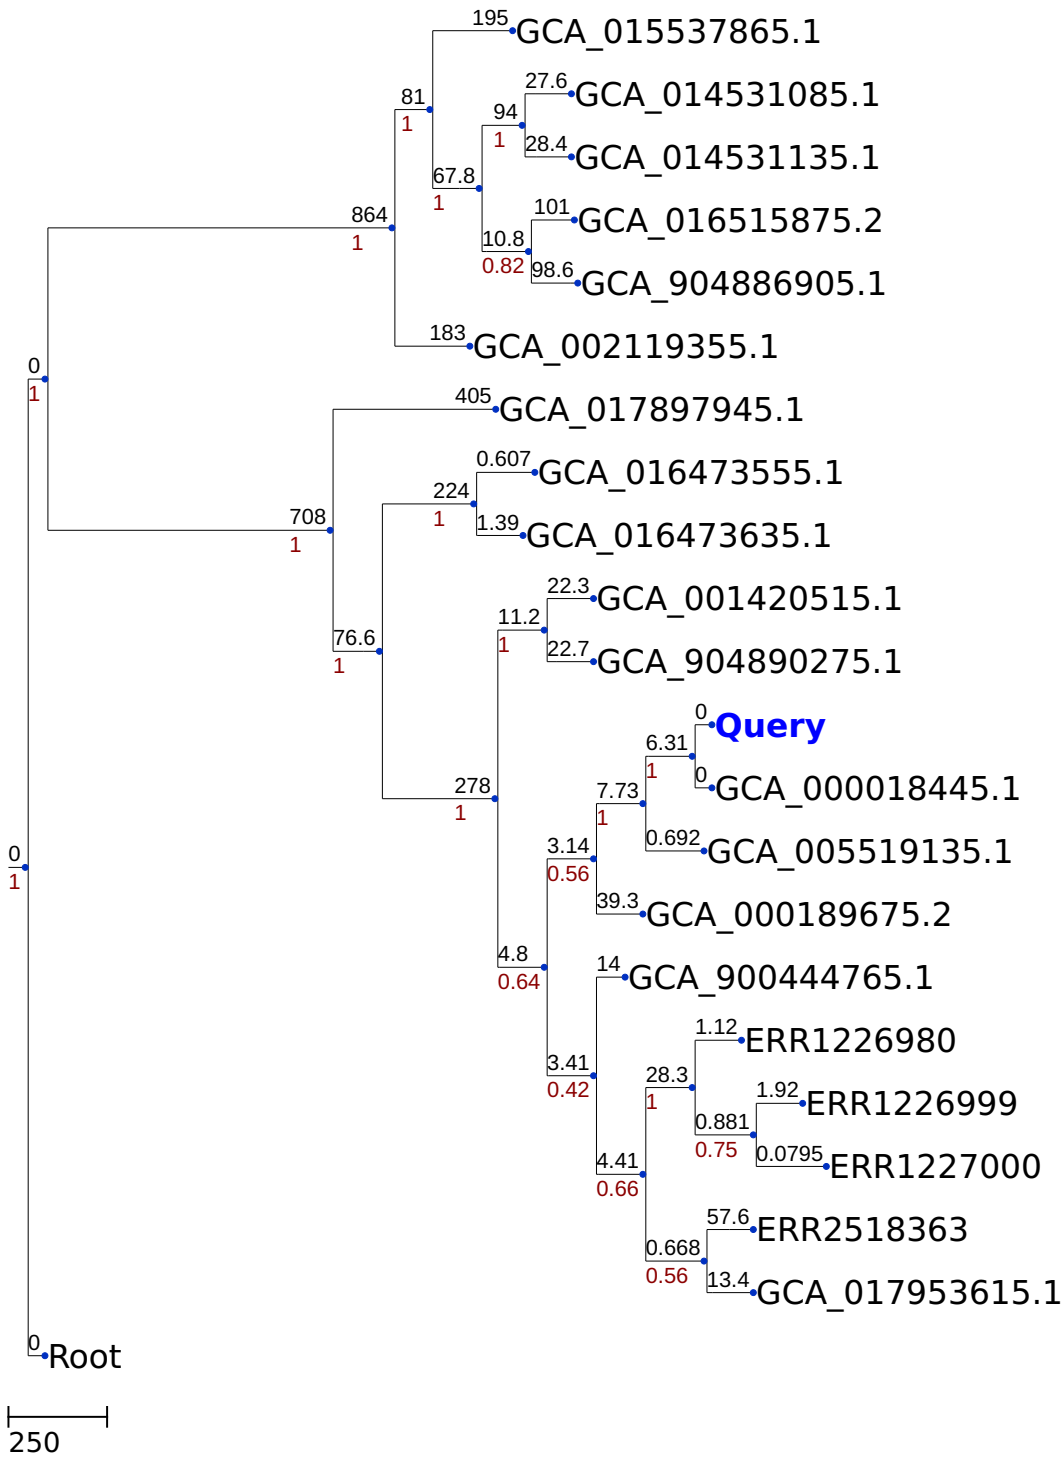 195
GCA_015537865.1
27.6
GCA_014531085.1
81
94
1
1
28.4
GCA_014531135.1
67.8
1
101
GCA_016515875.2
864
1
10.8
0.82
98.6
GCA_904886905.1
183
GCA_002119355.1
0
1
405
GCA_017897945.1
0.607
GCA_016473555.1
224
1
708
1
1.39
GCA_016473635.1
22.3
GCA_001420515.1
11.2
1
76.6
1
22.7
GCA_904890275.1
0
Query
6.31
1
278
1
7.73
1
0
GCA_000018445.1
3.14
0.56
0.692
GCA_005519135.1
0
1
39.3
GCA_000189675.2
4.8
0.64
14
GCA_900444765.1
1.12
ERR1226980
3.41
0.42
28.3
1
1.92
ERR1226999
0.881
0.75
4.41
0.66
0.0795
ERR1227000
57.6
ERR2518363
0.668
0.56
13.4
GCA_017953615.1
0
Root
250